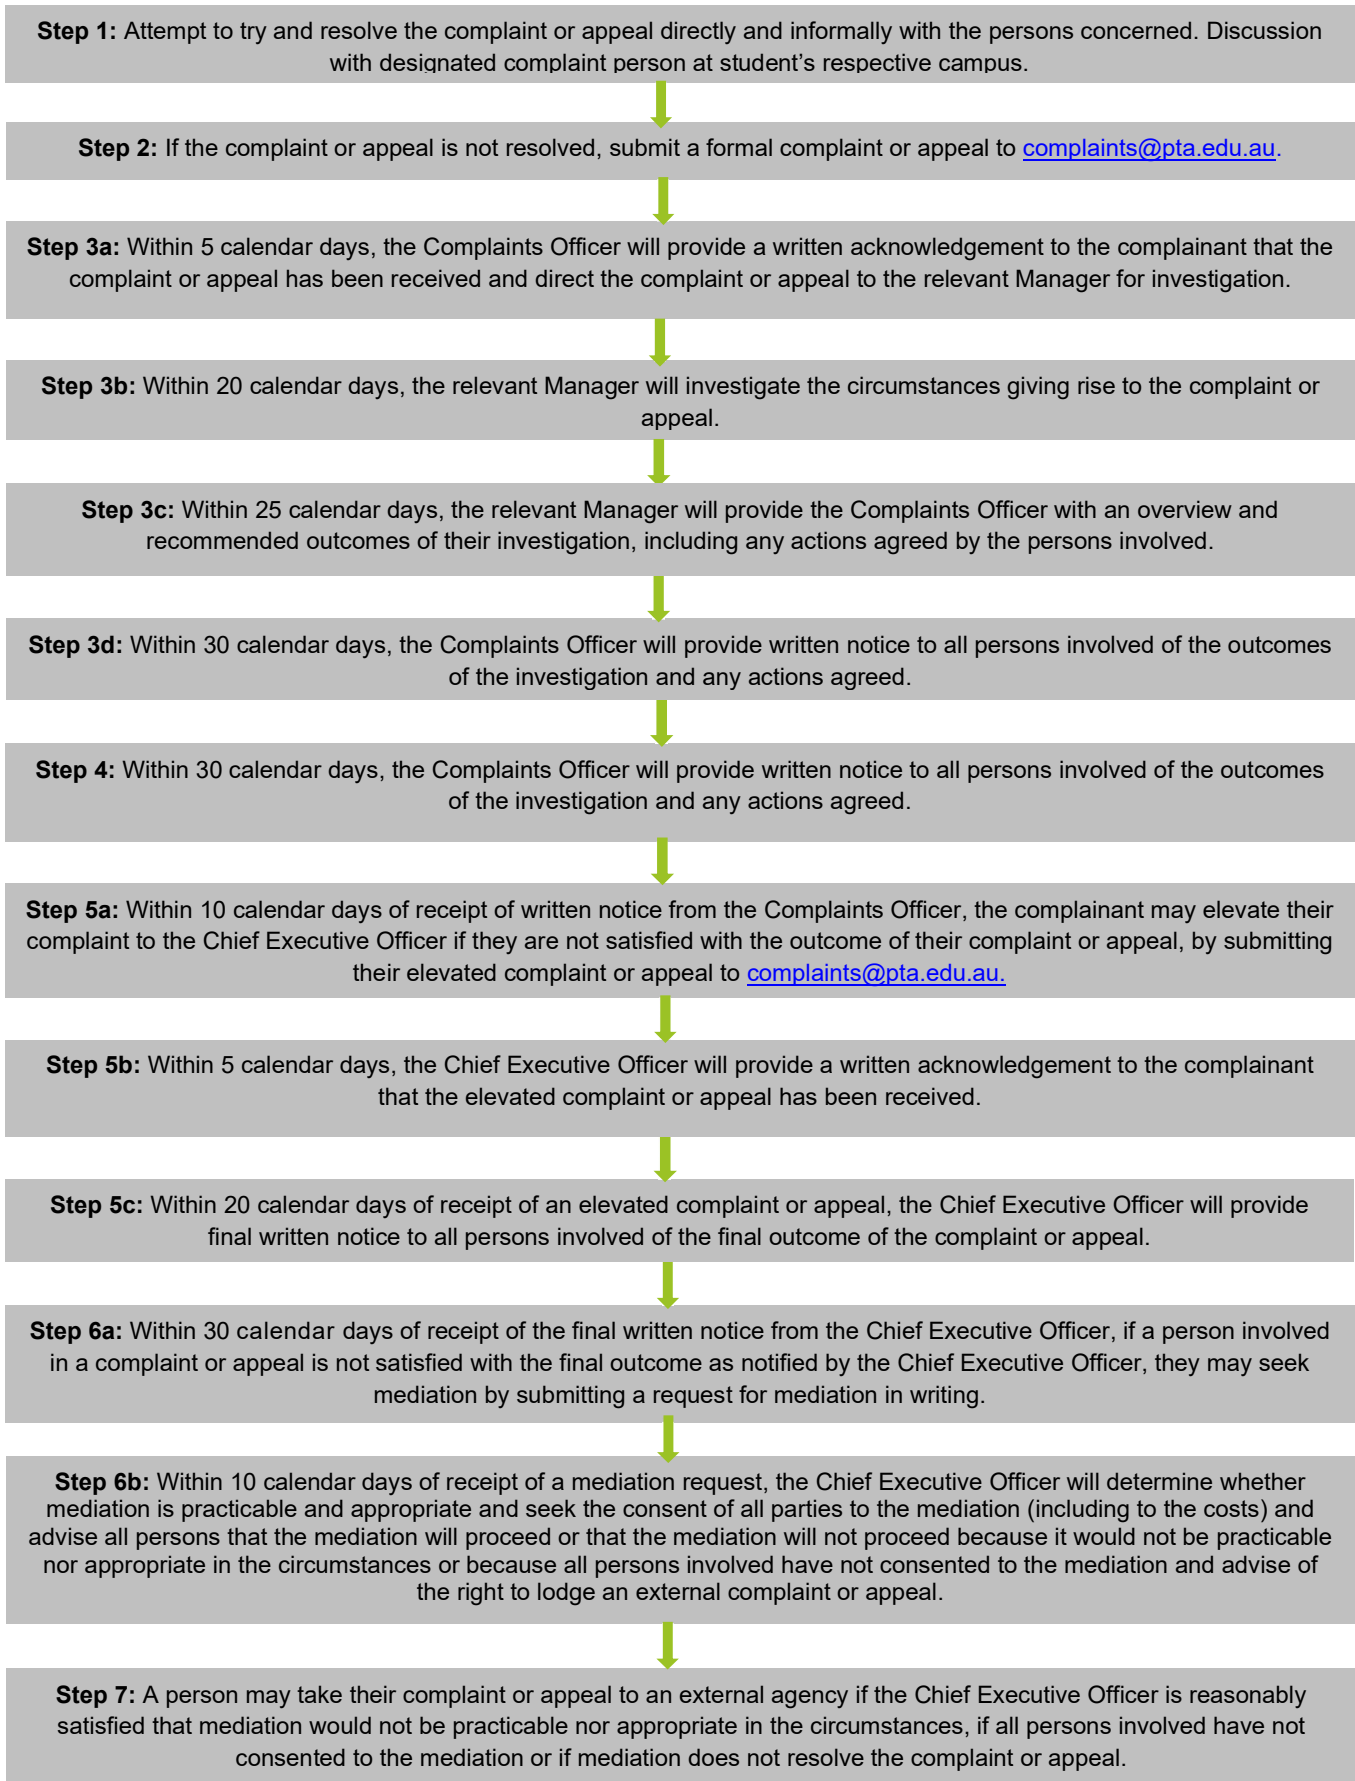 Step 1: Attempt to try and resolve the complaint or appeal directly and informally with the persons concerned. Discussion
with designated complaint person at student's respective campus.
Step 2: If the complaint or appeal is not resolved, submit a formal complaint or appeal to complaints@pta.edu.au.
Step 3a: Within 5 calendar days, the Complaints Officer will provide a written acknowledgement to the complainant that the
complaint or appeal has been received and direct the complaint or appeal to the relevant Manager for investigation.
Step 3b: Within 20 calendar days, the relevant Manager will investigate the circumstances giving rise to the complaint or
appeal.
Step 3c: Within 25 calendar days, the relevant Manager will provide the Complaints Officer with an overview and
recommended outcomes of their investigation, including any actions agreed by the persons involved.
Step 3d: Within 30 calendar days, the Complaints Officer will provide written notice to all persons involved of the outcomes
of the investigation and any actions agreed.
Step 4: Within 30 calendar days, the Complaints Officer will provide written notice to all persons involved of the outcomes
of the investigation and any actions agreed.
Step 5a: Within 10 calendar days of receipt of written notice from the Complaints Officer, the complainant may elevate their
complaint to the Chief Executive Officer if they are not satisfied with the outcome of their complaint or appeal, by submitting
their elevated complaint or appeal to complaints@pta.edu.au.
Step 5b: Within 5 calendar days, the Chief Executive Officer will provide a written acknowledgement to the complainant
that the elevated complaint or appeal has been received.
Step 5c: Within 20 calendar days of receipt of an elevated complaint or appeal, the Chief Executive Officer will provide
final written notice to all persons involved of the final outcome of the complaint or appeal.
Step 6a: Within 30 calendar days of receipt of the final written notice from the Chief Executive Officer, if a person involved
in a complaint or appeal is not satisfied with the final outcome as notified by the Chief Executive Officer, they may seek
mediation by submitting a request for mediation in writing.
Step 6b: Within 10 calendar days of receipt of a mediation request, the Chief Executive Officer will determine whether
mediation is practicable and appropriate and seek the consent of all parties to the mediation (including to the costs) and
advise all persons that the mediation will proceed or that the mediation will not proceed because it would not be practicable
nor appropriate in the circumstances or because all persons involved have not consented to the mediation and advise of
the right to lodge an external complaint or appeal.
Step 7: A person may take their complaint or appeal to an external agency if the Chief Executive Officer is reasonably
satisfied that mediation would not be practicable nor appropriate in the circumstances, if all persons involved have not
consented to the mediation or if mediation does not resolve the complaint or appeal.